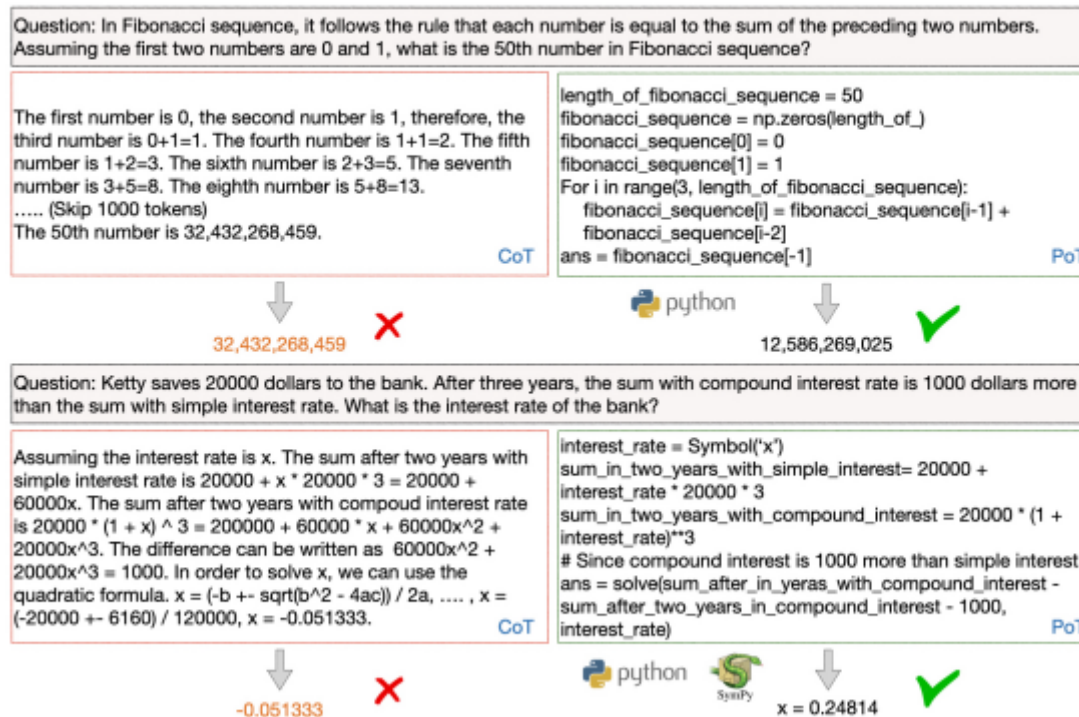 Question: In Fibonacci sequence, it follows the rule that each number is equal to the sum of the preceding two numbers.
Assuming the first two numbers are 0 and 1, what is the 50th number in Fibonacci sequence?
The first number is 0, the second number is 1, therefore, the
third number is 0+1=1. The fourth number is 1+1=2. The fifth
number is 1+2=3. The sixth number is 2+3=5. The seventh
number is 3+5=8. The eighth number is 5+8=13.
..... (Skip 1000 tokens)
The 50th number is 32,432,268,459.
CoT
32,432,268,459
length_of_fibonacci_sequence = 50
fibonacci_sequence = np.zeros(length_of_)
fibonacci_sequence[0] = 0
fibonacci_sequence[1] = 1
For i in range(3, length_of_fibonacci_sequence):
fibonacci_sequence[i] = fibonacci_sequence[i-1] +
fibonacci_sequence[i-2]
ans = fibonacci_sequence[-1]
PoT
python
12,586,269,025
Question: Ketty saves 20000 dollars to the bank. After three years, the sum with compound interest rate is 1000 dollars more
than the sum with simple interest rate. What is the interest rate of the bank?
Assuming the interest rate is x. The sum after two years with
simple interest rate is 20000 + x * 20000 * 3 = 20000 +
60000x. The sum after two years with compoud interest rate
is 20000 * (1 + x) ^ 3 = 200000 + 60000 * x + 60000x^2 +
20000x^3. The difference can be written as 60000x^2 +
20000x^3 = 1000. In order to solve x, we can use the
quadratic formula. x = (-b +- sqrt(b^2 - 4ac)) / 2a, .... , x =
(-20000 +- 6160) / 120000, x = -0.051333.
CoT
-0.051333
interest_rate = Symbol('x')
sum_in_two_years_with_simple_interest= 20000 +
interest_rate * 20000 * 3
sum_in_two_years_with_compound_interest = 20000 * (1 +
interest_rate)**3
# Since compound interest is 1000 more than simple interest
ans = solve(sum_after_in_yeras_with_compound_interest -
sum_after_two_years_in_compound_interest - 1000,
interest_rate)
PoT
python
SymPy
x = 0.24814